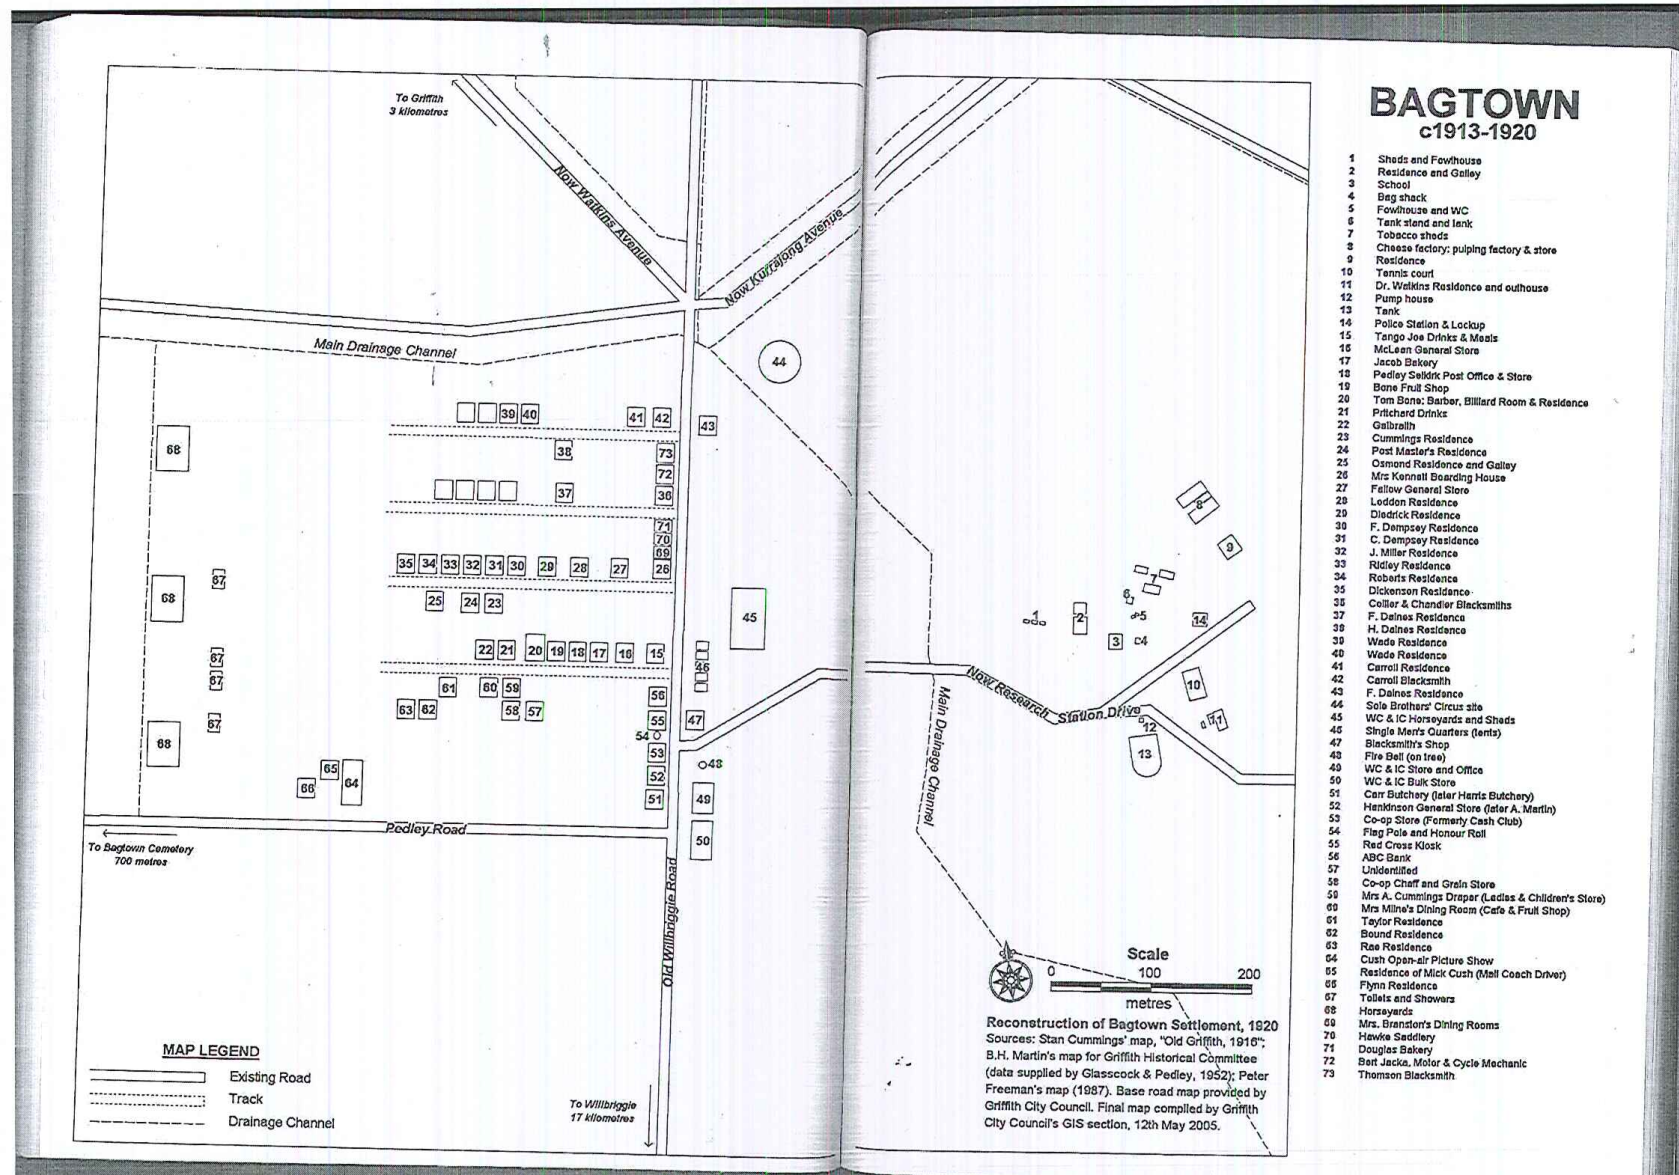 BAGTOWN
c1913-1920
1 Sheds and Fowlhouse
2 Residence and Galley
3 School
4 Bag shack
5 Fowlhouse and WC
6 Tank stand and tank
7 Tobacco sheds
8 Cheese factory; pulping factory & store
9 Residence
10 Tennis court
11 Dr. Watkins Residence and outhouse
12 Pump house
13 Tank
14 Police Station & Lockup
15 Tango Joe Drinks & Meals
16 McLean General Store
17 Jacob Bakery
18 Pedley Selkirk Post Office & Store
19 Bone Fruit Shop
20 Tom Bone; Barber, Billiard Room & Residence
21 Pritchard Drinks
22 Galbraith
23 Cummings Residence
24 Post Master's Residence
25 Osmond Residence and Galley
26 Mrs Kennell Boarding House
27 Fallow General Store
28 Loddon Residence
29 Diedrick Residence
30 F. Dempsey Residence
31 C. Dempsey Residence
32 J. Miller Residence
33 Ridley Residence
34 Roberts Residence
35 Dickenson Residence
36 Collier & Chandler Blacksmiths
37 F. Daines Residence
38 H. Daines Residence
39 Wade Residence
40 Wade Residence
41 Carroll Residence
42 Carroll Blacksmith
43 F. Daines Residence
44 Sole Brothers' Circus site
45 WC & IC Horseyards and Sheds
46 Single Men's Quarters (tents)
47 Blacksmith's Shop
48 Fire Bell (on tree)
49 WC & IC Store and Office
50 WC & IC Bulk Store
51 Carr Butchery (later Harris Butchery)
52 Hankinson General Store (later A. Martin)
53 Co-op Store (Formerly Cash Club)
54 Flag Pole and Honour Roll
55 Red Cross Kiosk
56 ABC Bank
57 Unidentified
58 Co-op Chaff and Grain Store
59 Mrs A. Cummings Draper (Ladies & Children's Store)
60 Mrs Milne's Dining Room (Cafe & Fruit Shop)
61 Taylor Residence
62 Bound Residence
63 Rae Residence
64 Cush Open-air Picture Show
65 Residence of Mick Cush (Mail Coach Driver)
66 Flynn Residence
67 Toilets and Showers
68 Horseyards
69 Mrs. Branston's Dining Rooms
70 Hawke Saddlery
71 Douglas Bakery
72 Bert Jacka, Motor & Cycle Mechanic
73 Thomson Blacksmith
To Griffith
3 kilometres
Now Watkins Avenue
Now Kurrajong Avenue
Main Drainage Channel
44
39 40 41 42 43
68 38 73
72
37 36
71
70
69
35 34 33 32 31 30 29 28 27 26
67
68
25 24 23
45
22 21 20 19 18 17 16 15
67
46
67
61 60 59 56
63 62 58 57 55 47
67
54
68
53
48
65
66 64 52
51 49
50
8
9
7
6
1 2 5 14
3 4
10
11
12
13
Now Research Station Drive
Main Drainage Channel
Pedley Road
To Bagtown Cemetery
700 metres
Old Willbriggie Road
To Willbriggie
17 kilometres
MAP LEGEND
Existing Road
Track
Drainage Channel
Scale
0 100 200
metres
Reconstruction of Bagtown Settlement, 1920
Sources: Stan Cummings' map, "Old Griffith, 1916";
B.H. Martin's map for Griffith Historical Committee
(data supplied by Glasscock & Pedley, 1952); Peter
Freeman's map (1987). Base road map provided by
Griffith City Council. Final map compiled by Griffith
City Council's GIS section, 12th May 2005.